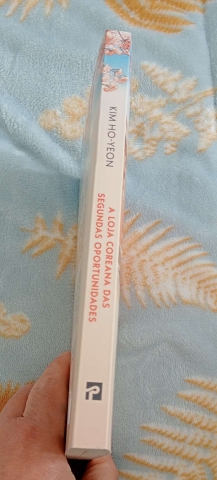 KIM HO-YEON
A LOJA COREANA DAS
SEGUNDAS OPORTUNIDADES